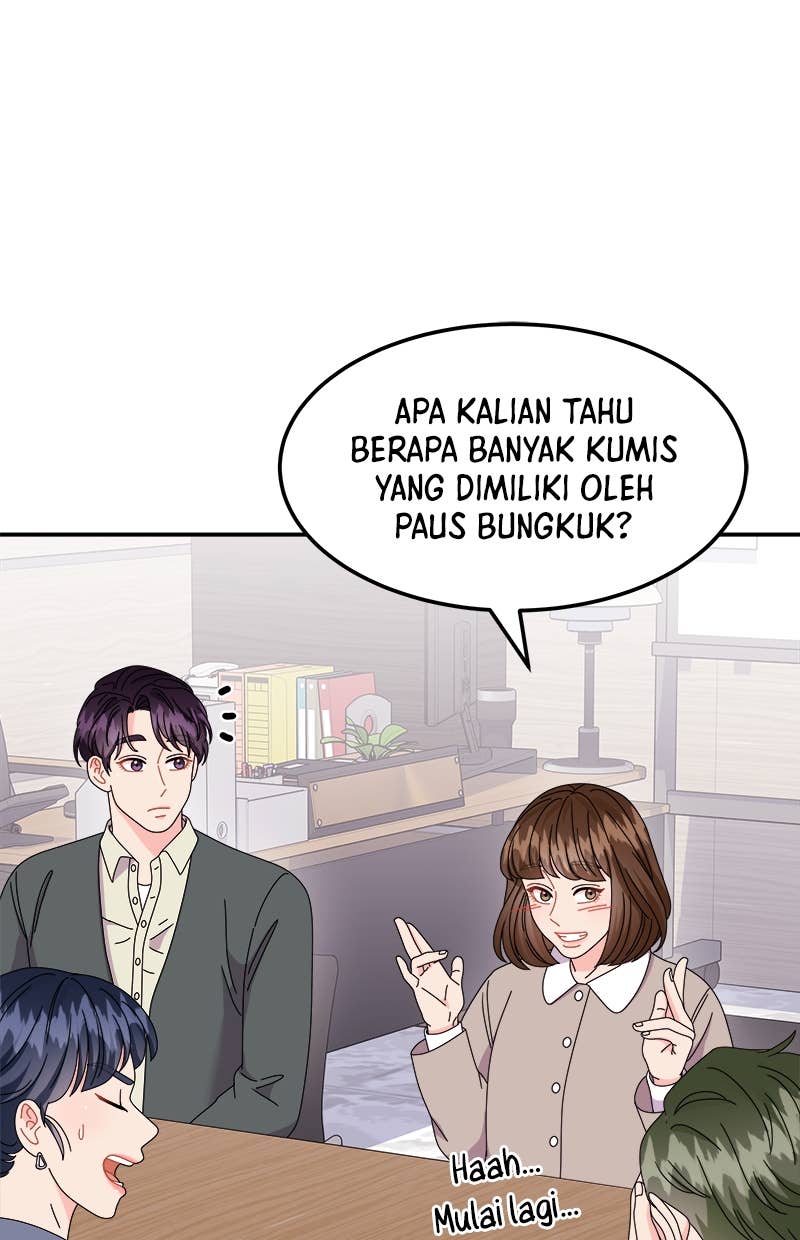 APA KALIAN TAHU
BERAPA BANYAK KUMIS
YANG DIMILIKI OLEH
PAUS BUNGKUK?
Haah...
Mulai lagi...